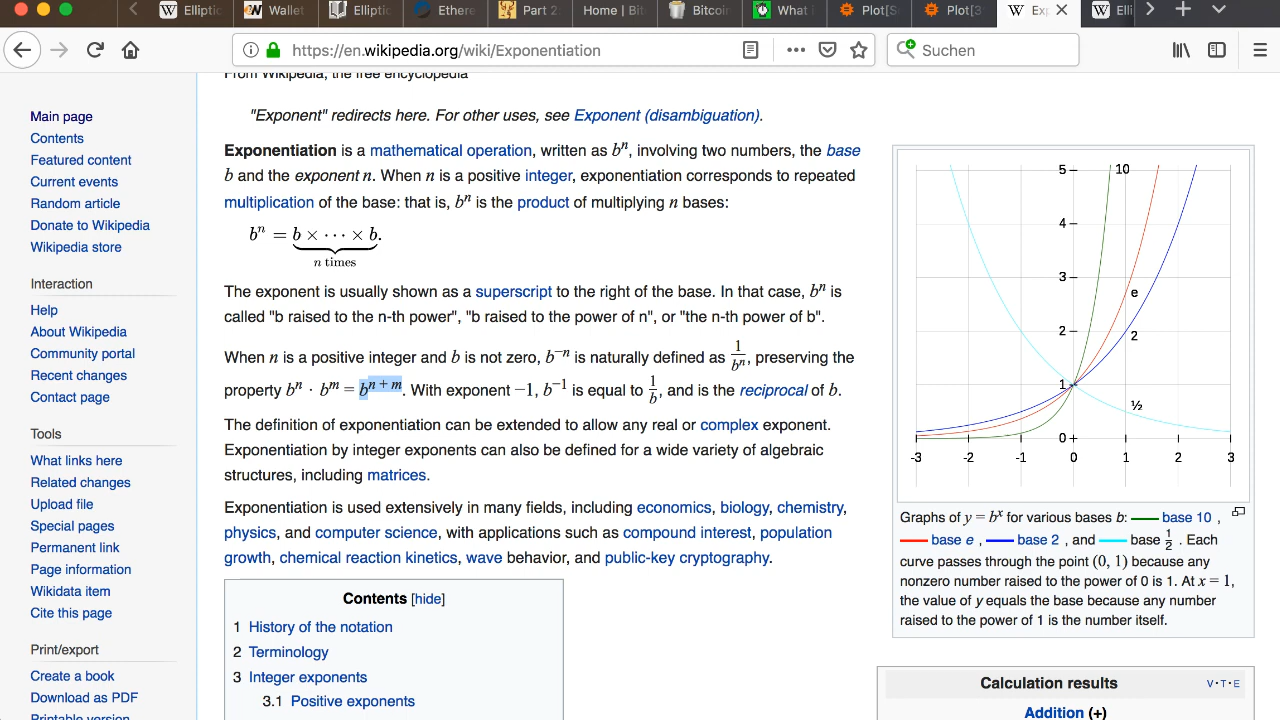 Elliptic
Wallet
Elliptic
Ethere
Part 2
Home | Bit
Bitcoin
What i
Plot[S
Plot[3
Exp
Elli
https://en.wikipedia.org/wiki/Exponentiation
Suchen
From Wikipedia, the free encyclopedia
"Exponent" redirects here. For other uses, see Exponent (disambiguation).
Exponentiation is a mathematical operation, written as bⁿ, involving two numbers, the base
b and the exponent n. When n is a positive integer, exponentiation corresponds to repeated
multiplication of the base: that is, bⁿ is the product of multiplying n bases:
bⁿ = b × ··· × b.
n times
The exponent is usually shown as a superscript to the right of the base. In that case, bⁿ is
called "b raised to the n-th power", "b raised to the power of n", or "the n-th power of b".
When n is a positive integer and b is not zero, b⁻ⁿ is naturally defined as 1/bⁿ, preserving the
property bⁿ · bᵐ = bⁿ⁺ᵐ. With exponent −1, b⁻¹ is equal to 1/b, and is the reciprocal of b.
The definition of exponentiation can be extended to allow any real or complex exponent.
Exponentiation by integer exponents can also be defined for a wide variety of algebraic
structures, including matrices.
Exponentiation is used extensively in many fields, including economics, biology, chemistry,
physics, and computer science, with applications such as compound interest, population
growth, chemical reaction kinetics, wave behavior, and public-key cryptography.
Contents [hide]
1 History of the notation
2 Terminology
3 Integer exponents
3.1 Positive exponents
Main page
Contents
Featured content
Current events
Random article
Donate to Wikipedia
Wikipedia store
Interaction
Help
About Wikipedia
Community portal
Recent changes
Contact page
Tools
What links here
Related changes
Upload file
Special pages
Permanent link
Page information
Wikidata item
Cite this page
Print/export
Create a book
Download as PDF
Printable version
5 10
4
3
e
2 2
1
½
0
-3 -2 -1 0 1 2 3
Graphs of y = bˣ for various bases b: base 10 ,
base e , base 2 , and base 1/2 . Each
curve passes through the point (0, 1) because any
nonzero number raised to the power of 0 is 1. At x = 1,
the value of y equals the base because any number
raised to the power of 1 is the number itself.
Calculation results
V·T·E
Addition (+)